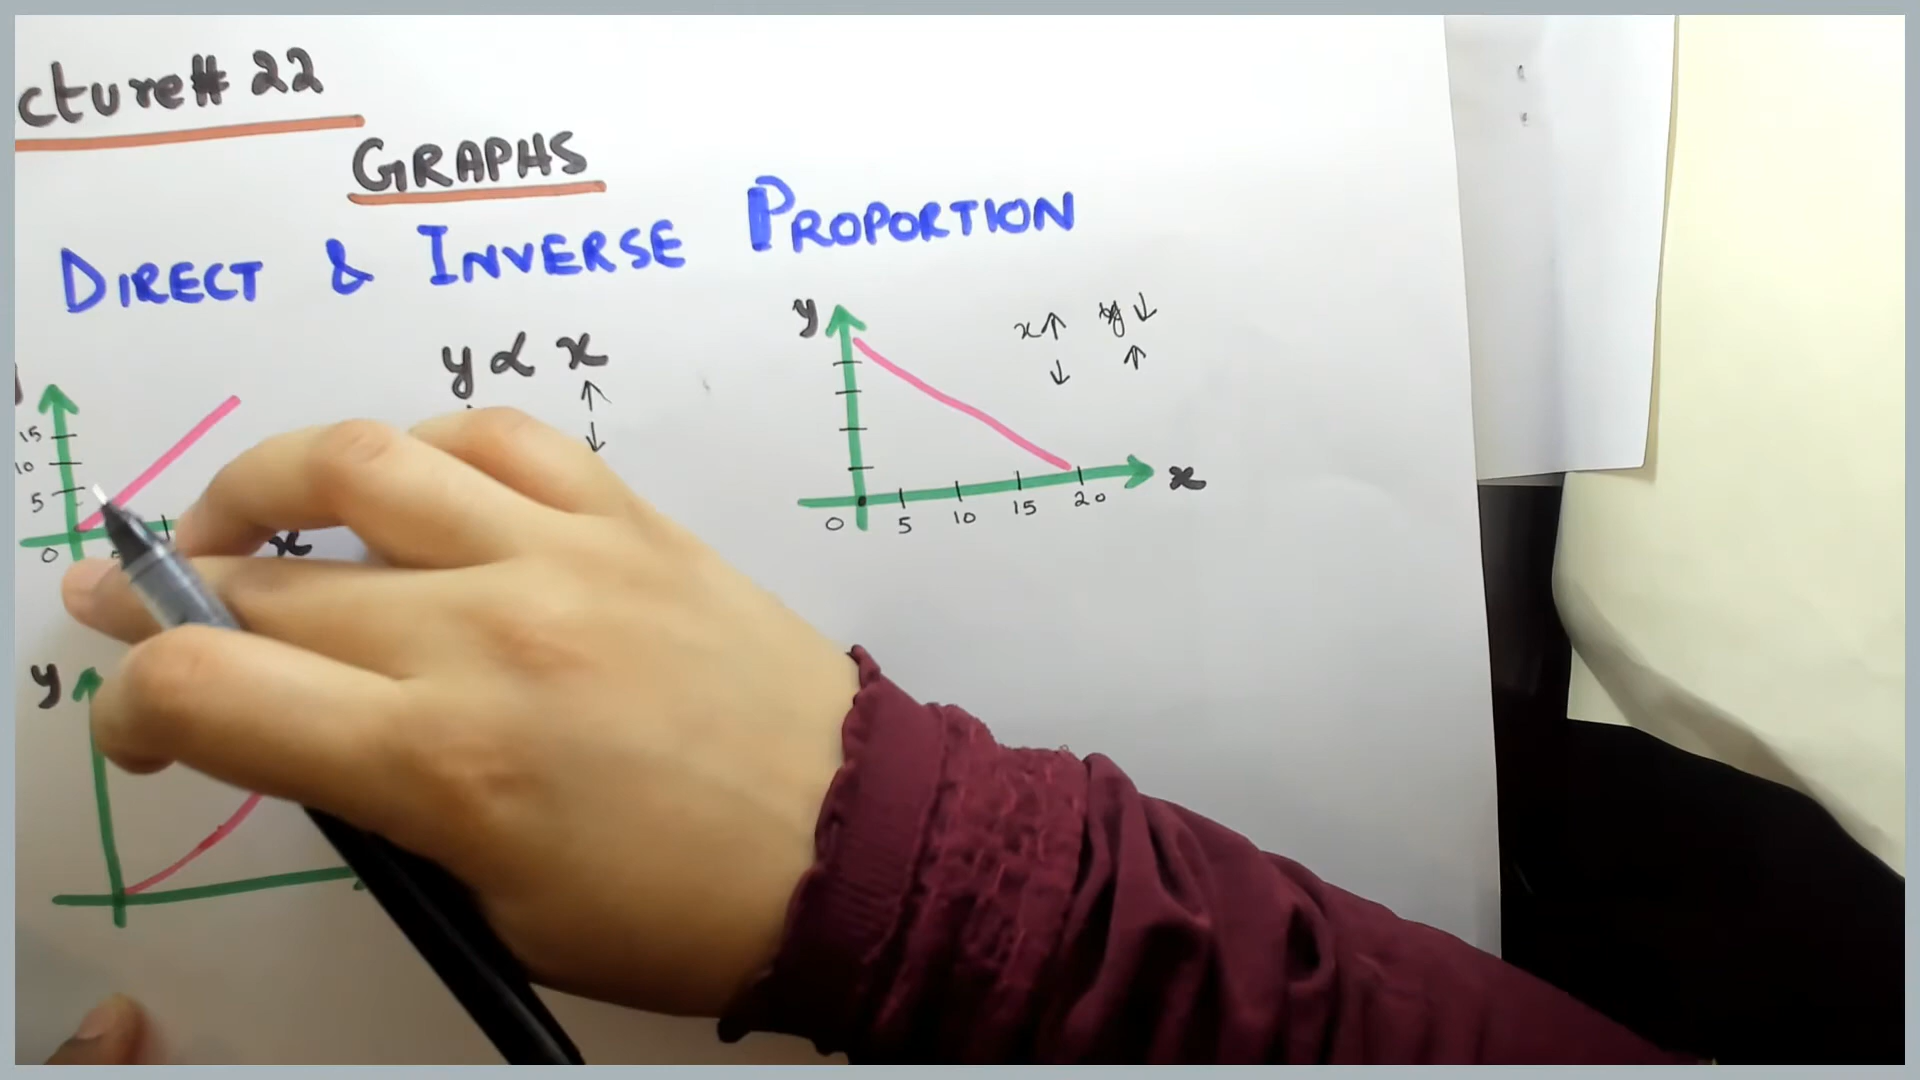 cture# 22
GRAPHS
DIRECT & INVERSE PROPORTION
y ∝ x
↑
↓
15
10
5
0
x
y
x↑ y↓
↓ ↑
0 5 10 15 20 x
y